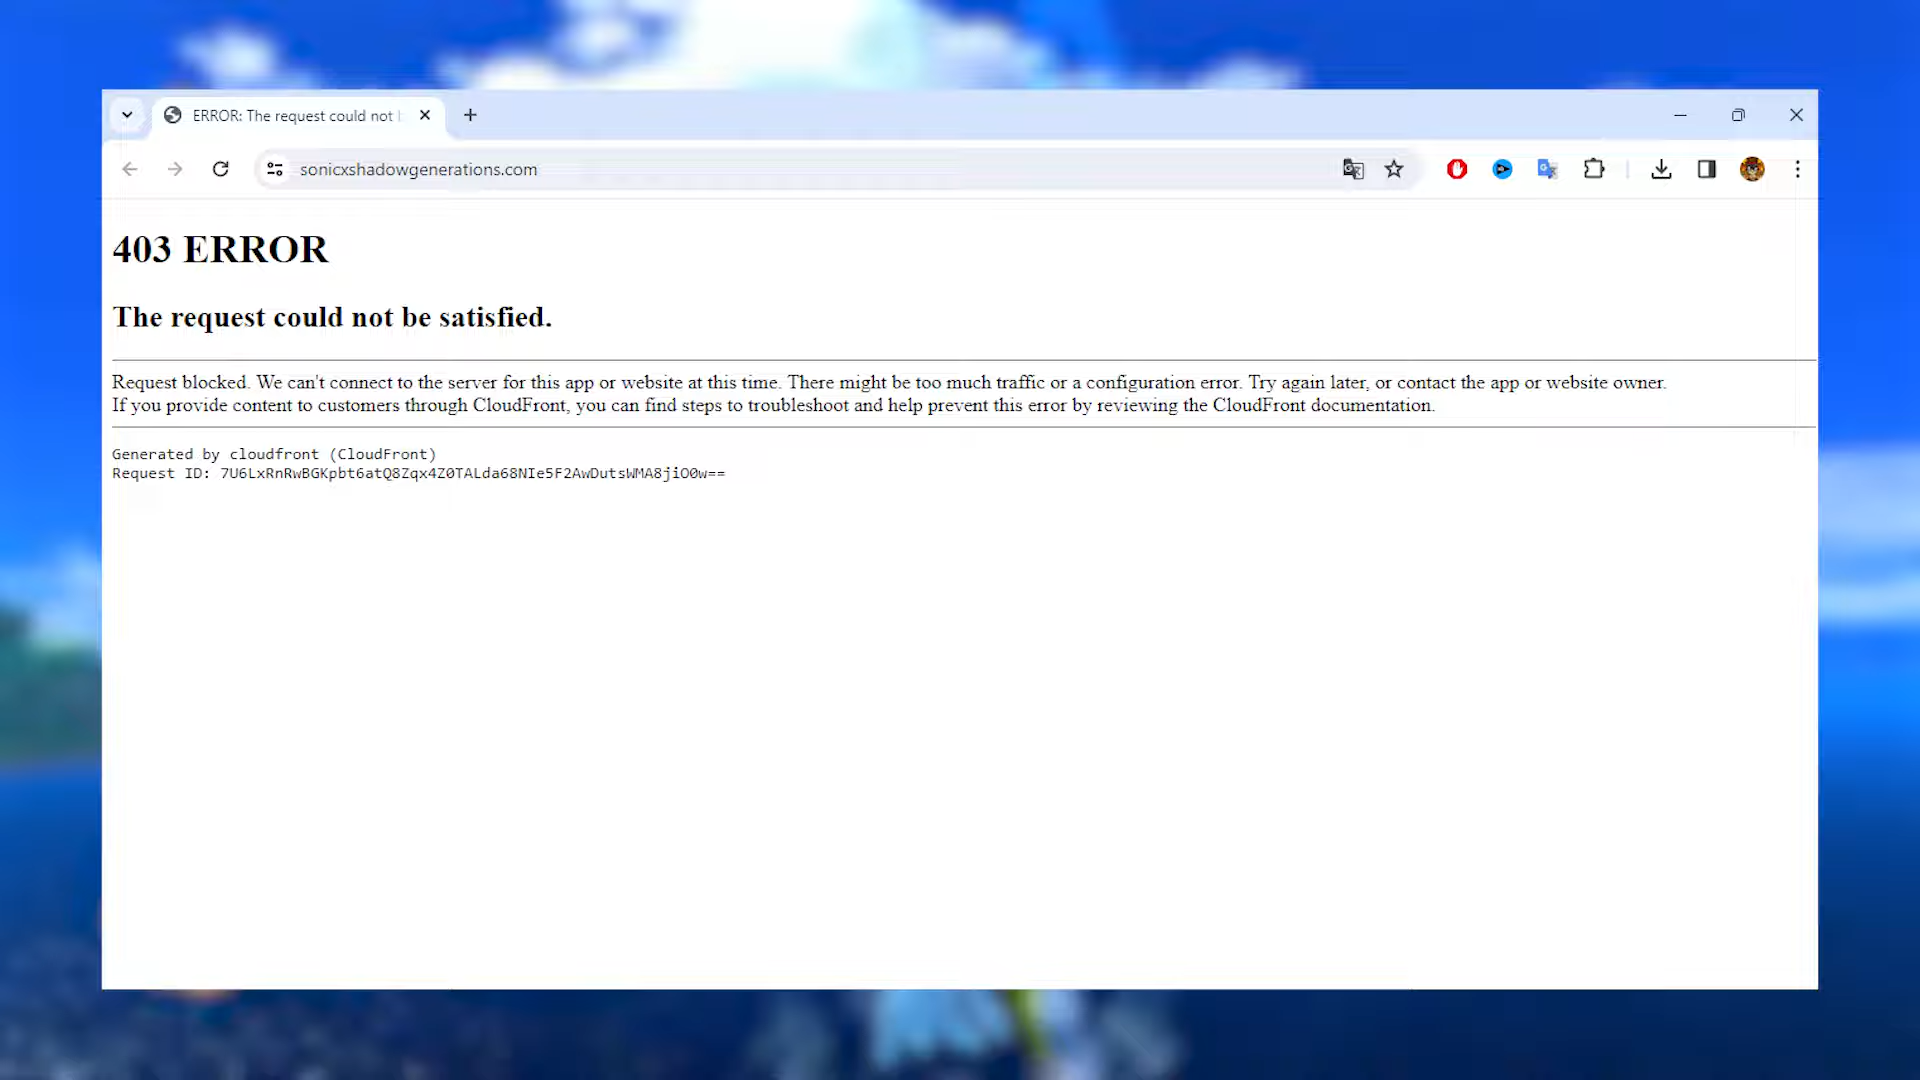 ERROR: The request could not
sonicxshadowgenerations.com
403 ERROR
The request could not be satisfied.
Request blocked. We can't connect to the server for this app or website at this time. There might be too much traffic or a configuration error. Try again later, or contact the app or website owner.
If you provide content to customers through CloudFront, you can find steps to troubleshoot and help prevent this error by reviewing the CloudFront documentation.
Generated by cloudfront (CloudFront)
Request ID: 7U6LxRnRwBGKpbt6atQ8Zqx4Z0TALda68NIe5F2AwDutsWMA8jiO0w==